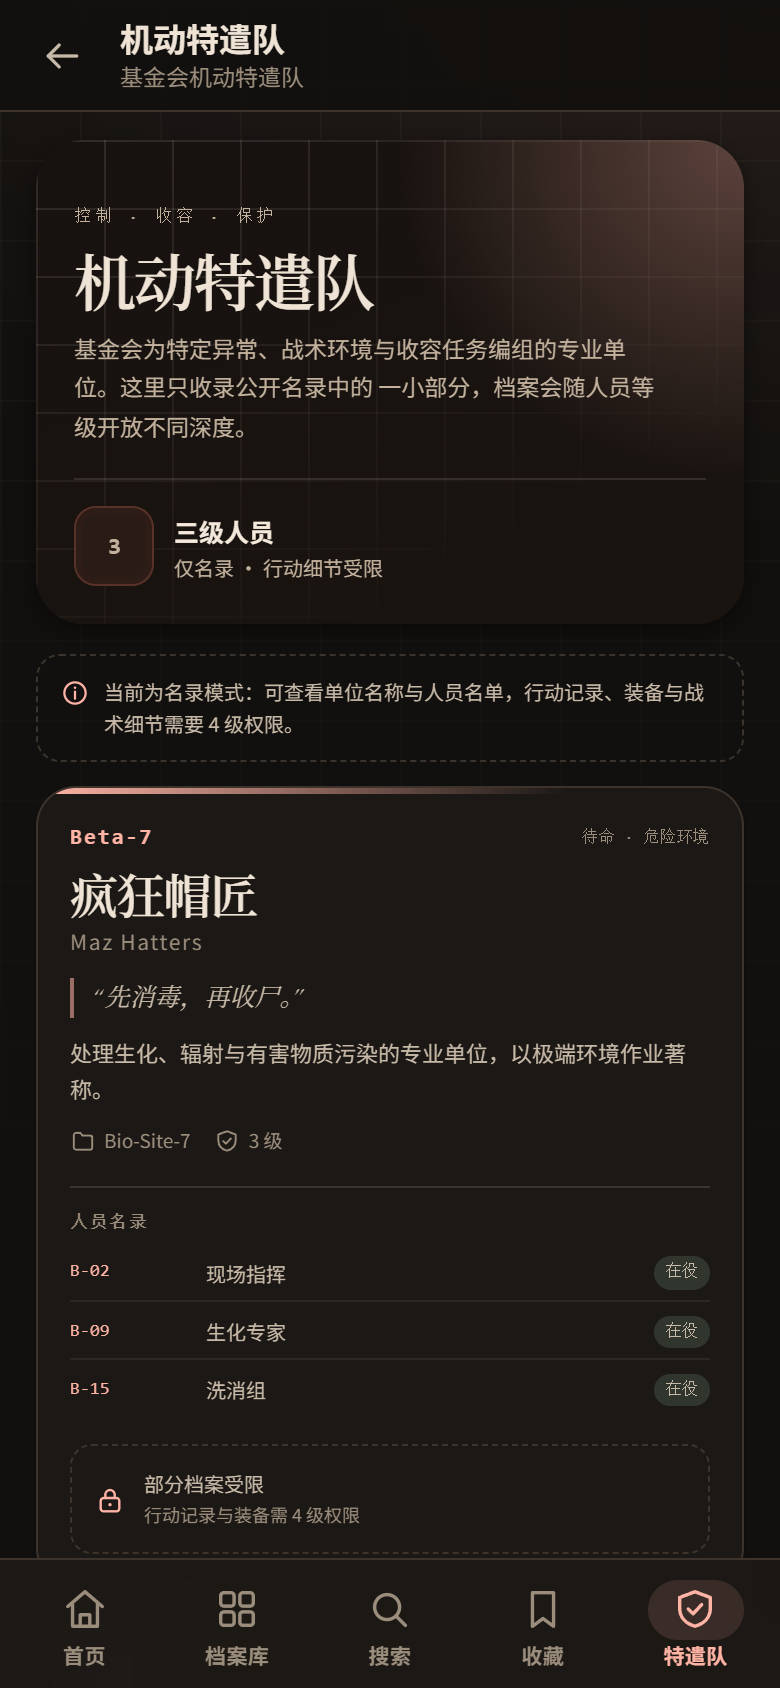 机动特遣队
基金会机动特遣队
控制 · 收容 · 保护
机动特遣队
基金会为特定异常、战术环境与收容任务编组的专业单
位。这里只收录公开名录中的 一小部分，档案会随人员等
级开放不同深度。
3
三级人员
仅名录 · 行动细节受限
当前为名录模式：可查看单位名称与人员名单，行动记录、装备与战
术细节需要 4 级权限。
Beta-7
待命 · 危险环境
疯狂帽匠
Maz Hatters
“先消毒，再收尸。”
处理生化、辐射与有害物质污染的专业单位，以极端环境作业著
称。
Bio-Site-7
3 级
人员名录
B-02 现场指挥 在役
B-09 生化专家 在役
B-15 洗消组 在役
部分档案受限
行动记录与装备需 4 级权限
首页 档案库 搜索 收藏 特遣队